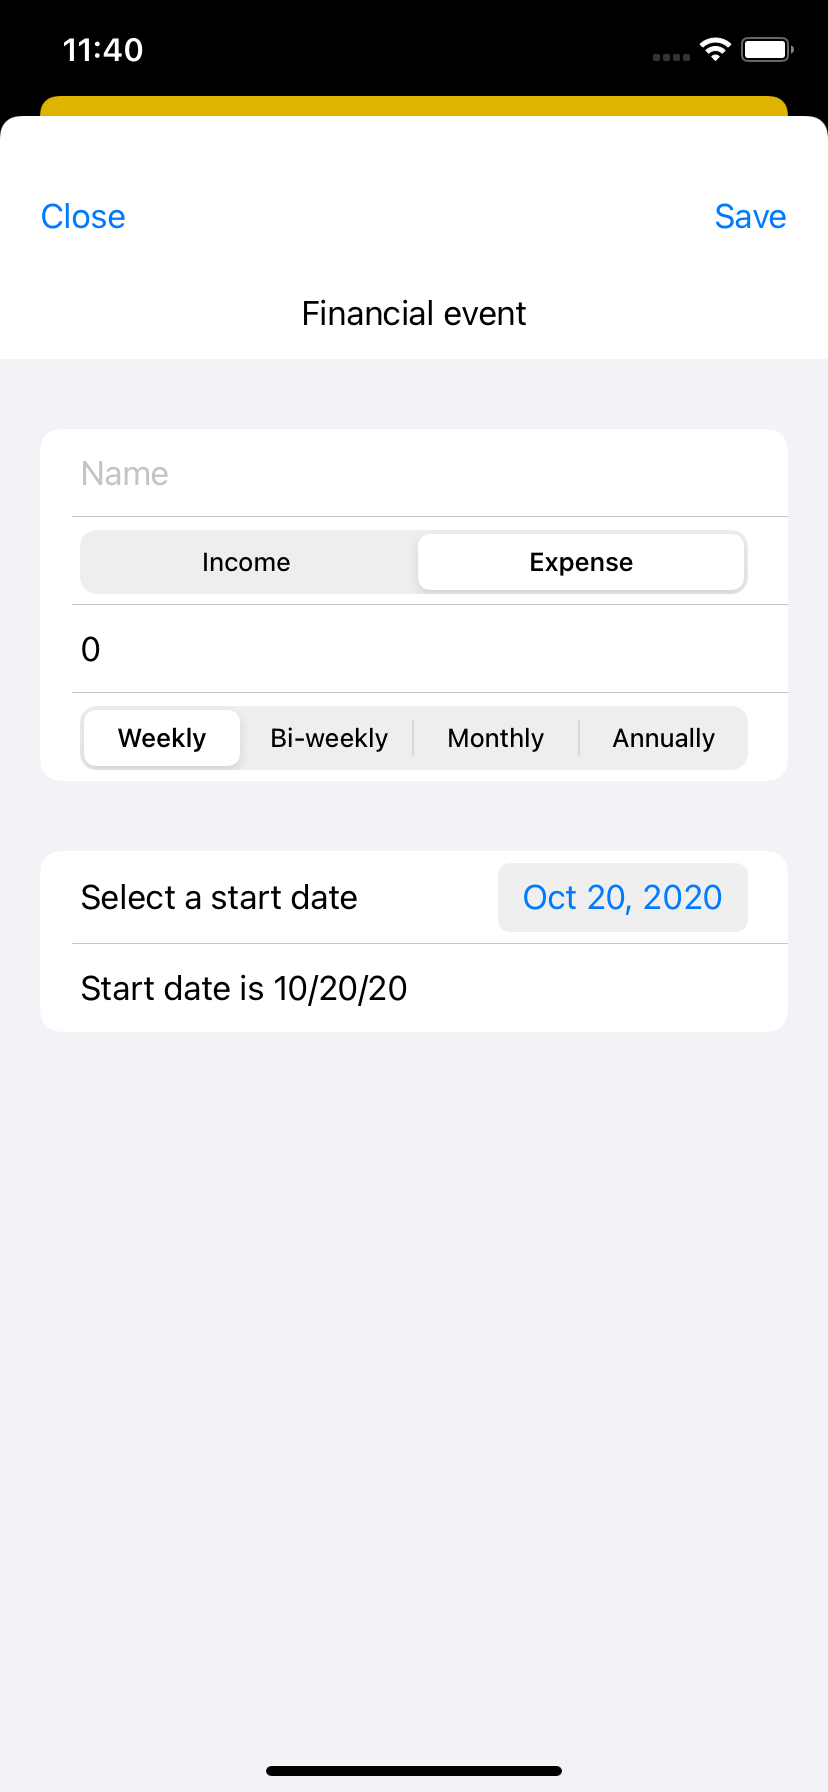 11:40
Close Save
Financial event
Name
Income Expense
0
Weekly Bi-weekly Monthly Annually
Select a start date Oct 20, 2020
Start date is 10/20/20